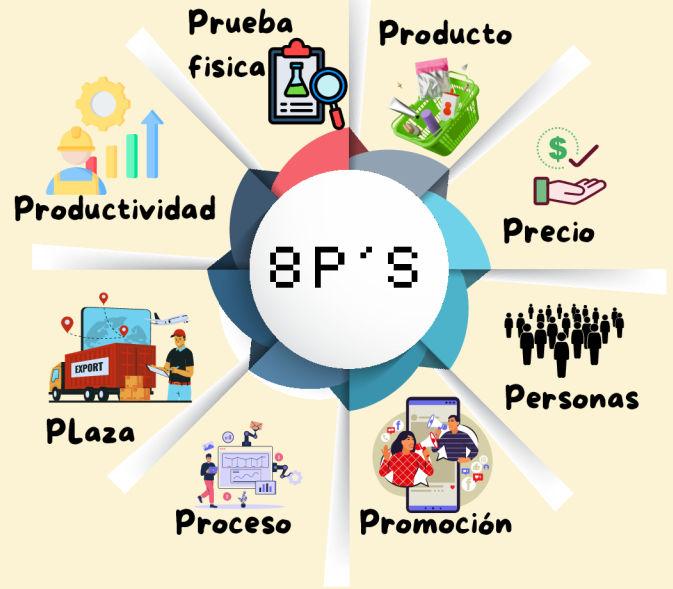 Prueba
fisica
Producto
$
Precio
Productividad
8P´S
EXPORT
Personas
PLaza
Proceso
Promoción